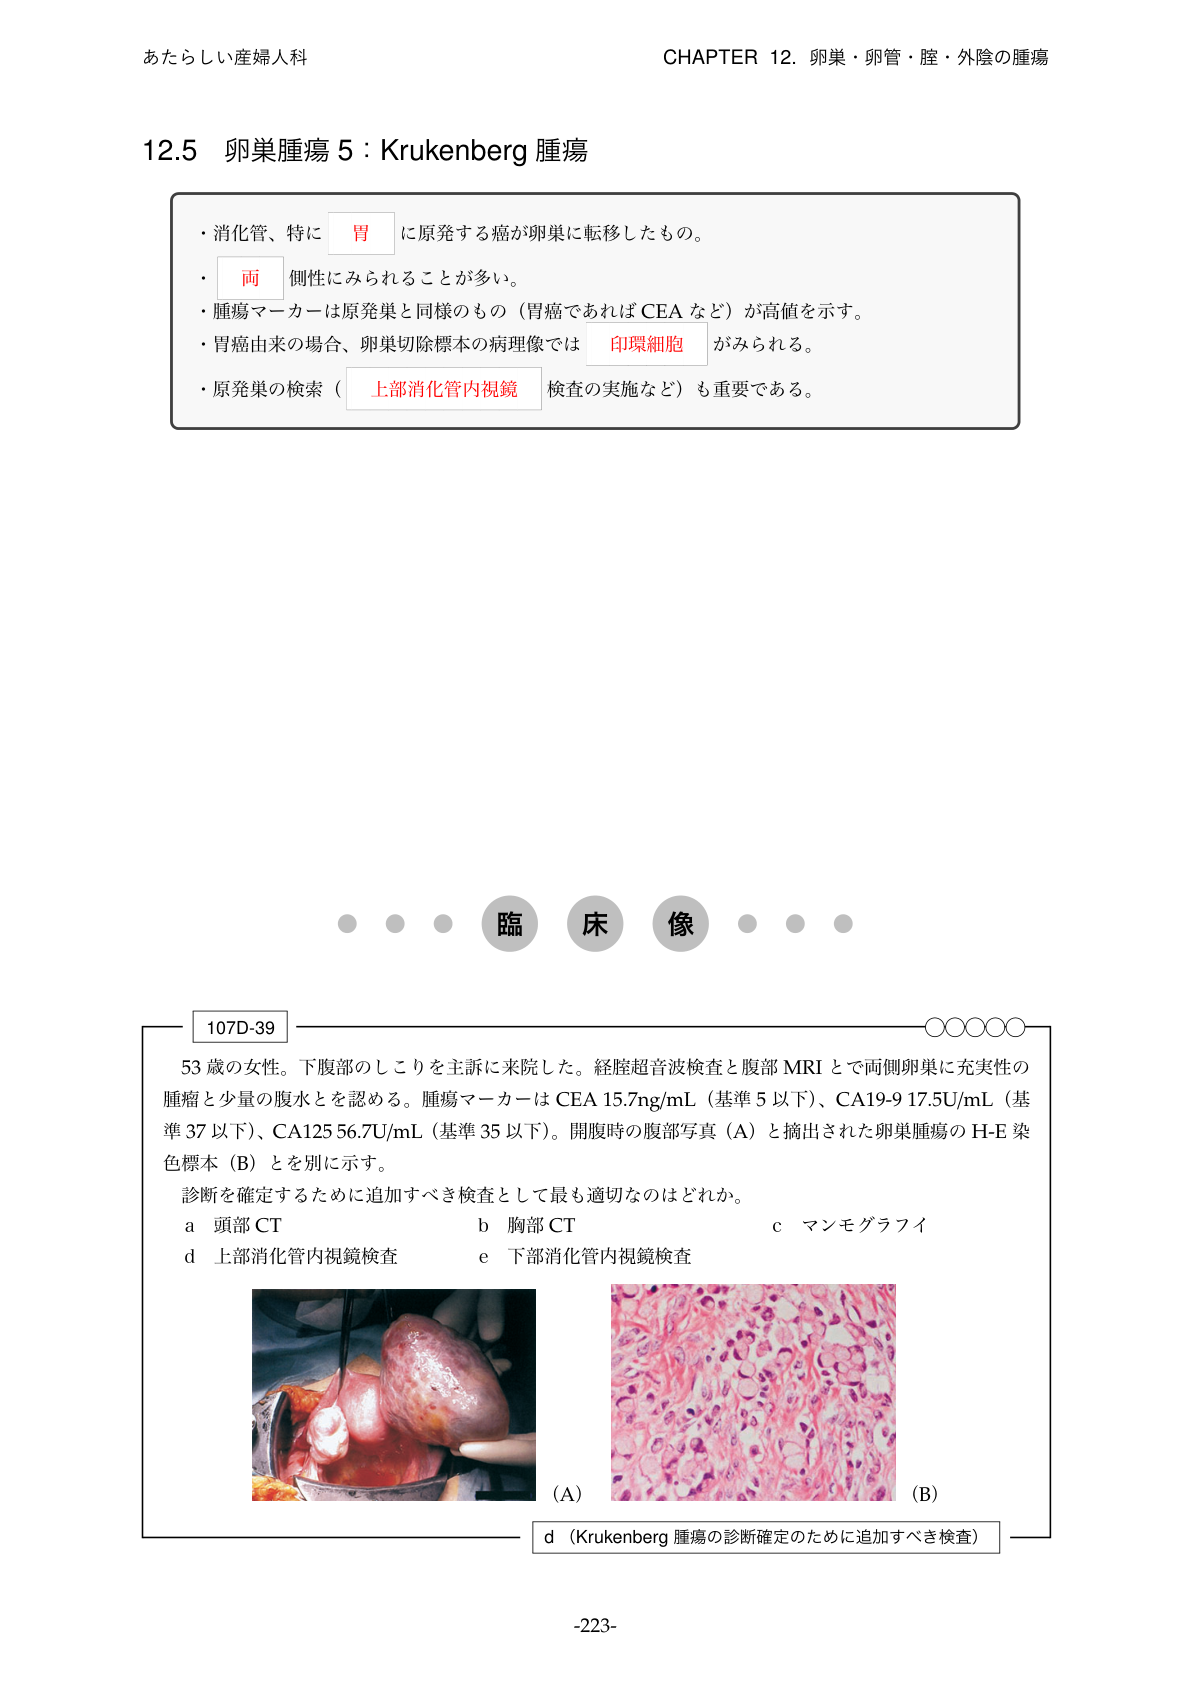 あたらしい産婦人科
CHAPTER 12. 卵巣・卵管・腟・外陰の腫瘍
12.5 卵巣腫瘍 5：Krukenberg 腫瘍
・消化管、特に 胃 に原発する癌が卵巣に転移したもの。
・ 両 側性にみられることが多い。
・腫瘍マーカーは原発巣と同様のもの（胃癌であれば CEA など）が高値を示す。
・胃癌由来の場合、卵巣切除標本の病理像では 印環細胞 がみられる。
・原発巣の検索（ 上部消化管内視鏡 検査の実施など）も重要である。
臨 床 像
107D-39
53 歳の女性。下腹部のしこりを主訴に来院した。経腟超音波検査と腹部 MRI とで両側卵巣に充実性の
腫瘤と少量の腹水とを認める。腫瘍マーカーは CEA 15.7ng/mL（基準 5 以下）、CA19-9 17.5U/mL（基
準 37 以下）、CA125 56.7U/mL（基準 35 以下）。開腹時の腹部写真（A）と摘出された卵巣腫瘍の H-E 染
色標本（B）とを別に示す。
診断を確定するために追加すべき検査として最も適切なのはどれか。
a 頭部 CT b 胸部 CT c マンモグラフイ
d 上部消化管内視鏡検査 e 下部消化管内視鏡検査
（A） （B）
d （Krukenberg 腫瘍の診断確定のために追加すべき検査）
-223-